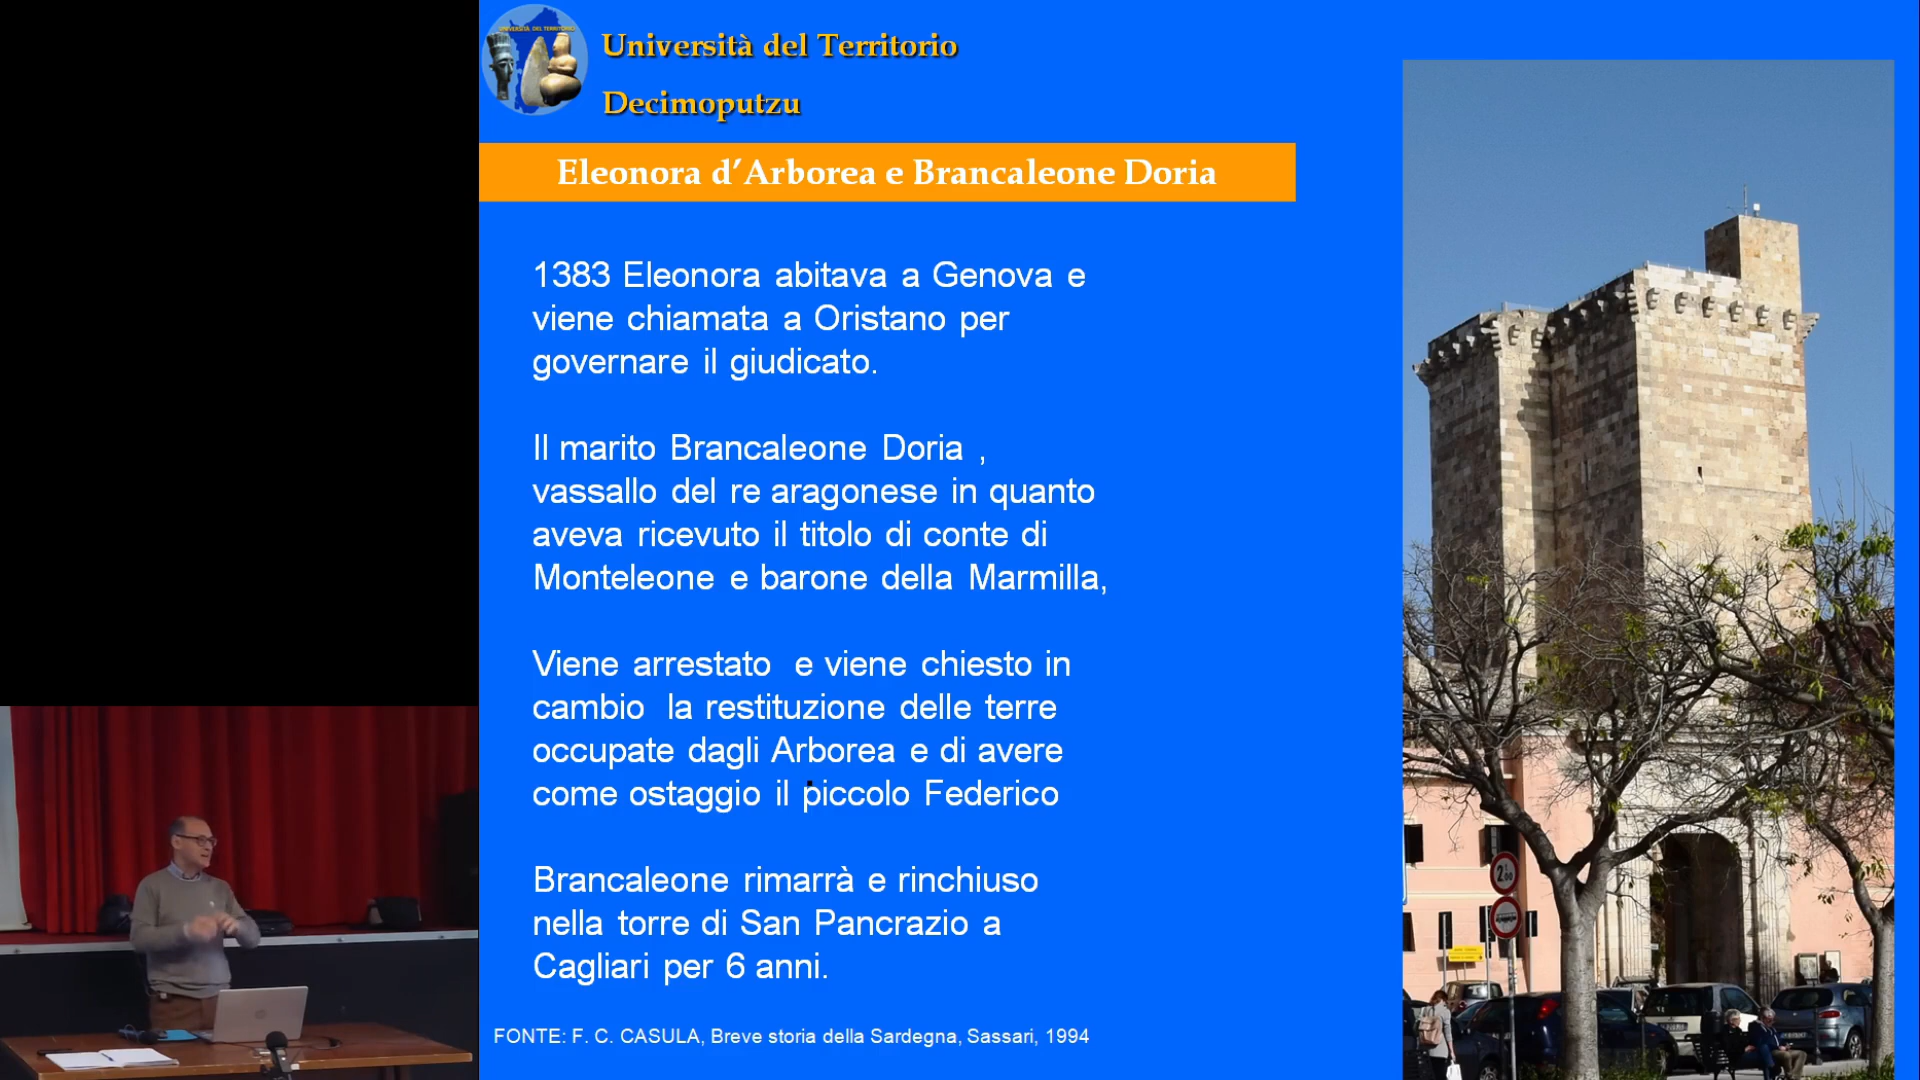 UNIVERSITÀ DEL TERRITORIO
Università del Territorio
Decimoputzu
Eleonora d’Arborea e Brancaleone Doria
1383 Eleonora abitava a Genova e
viene chiamata a Oristano per
governare il giudicato.
Il marito Brancaleone Doria ,
vassallo del re aragonese in quanto
aveva ricevuto il titolo di conte di
Monteleone e barone della Marmilla,
Viene arrestato e viene chiesto in
cambio la restituzione delle terre
occupate dagli Arborea e di avere
come ostaggio il piccolo Federico
Brancaleone rimarrà e rinchiuso
nella torre di San Pancrazio a
Cagliari per 6 anni.
FONTE: F. C. CASULA, Breve storia della Sardegna, Sassari, 1994